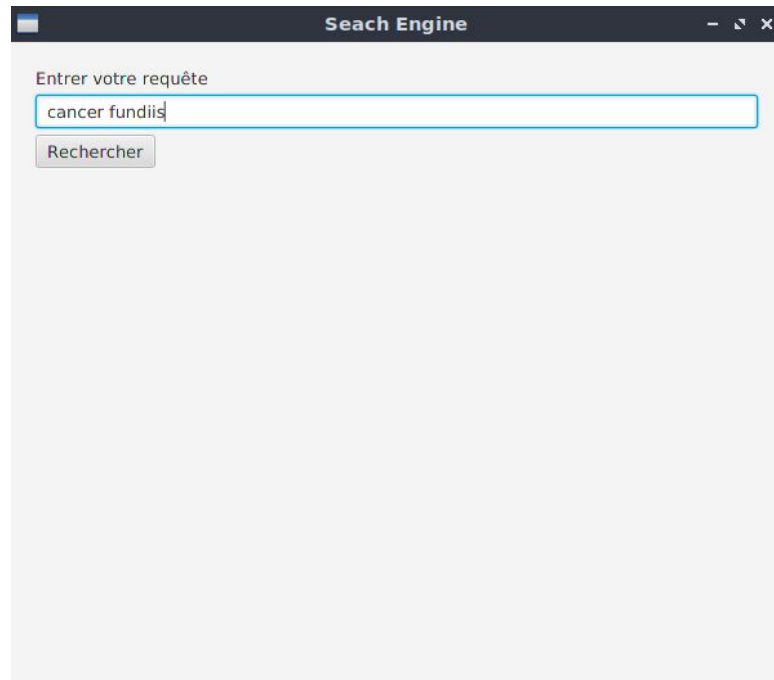 Seach Engine
Entrer votre requête
cancer fundiis
Rechercher